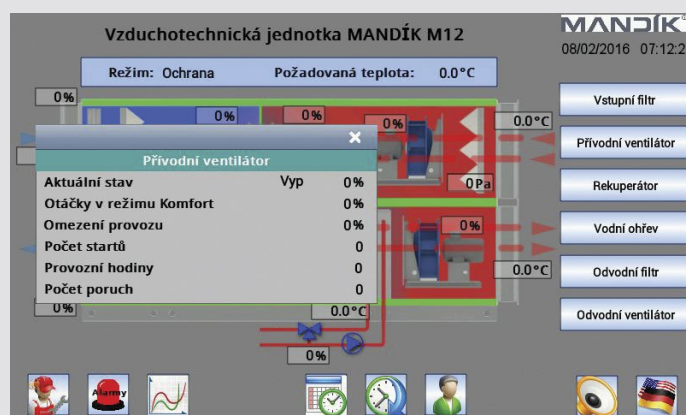 Vzduchotechnická jednotka MANDÍK M12
MANDÍK
08/02/2016 07:12:2
Režim: Ochrana Požadovaná teplota: 0.0°C
0%
0%
0%
0%
0.0°C
Přívodní ventilátor
Aktuální stav Vyp 0%
Otáčky v režimu Komfort 0%
Omezení provozu 0%
Počet startů 0
Provozní hodiny 0
Počet poruch 0
0Pa
0%
0.0°C
0%
0.0°C
0%
Vstupní filtr
Přívodní ventilátor
Rekuperátor
Vodní ohřev
Odvodní filtr
Odvodní ventilátor
Alarmy